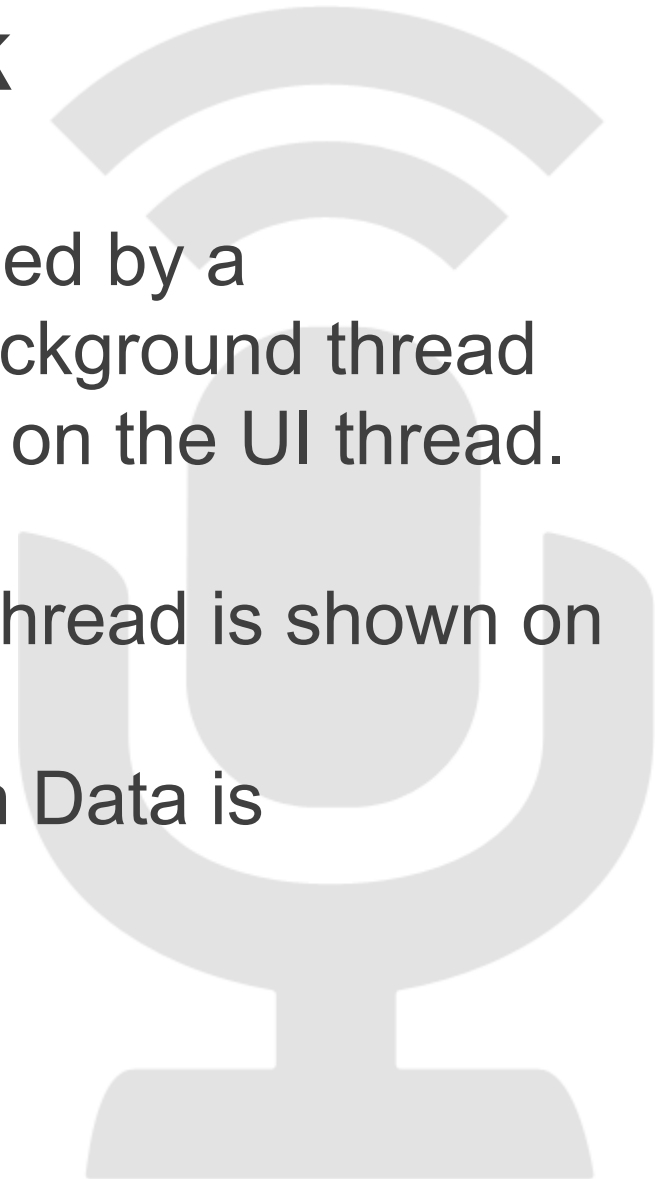 k
ed by a
ckground thread
on the UI thread.
hread is shown on
Data is